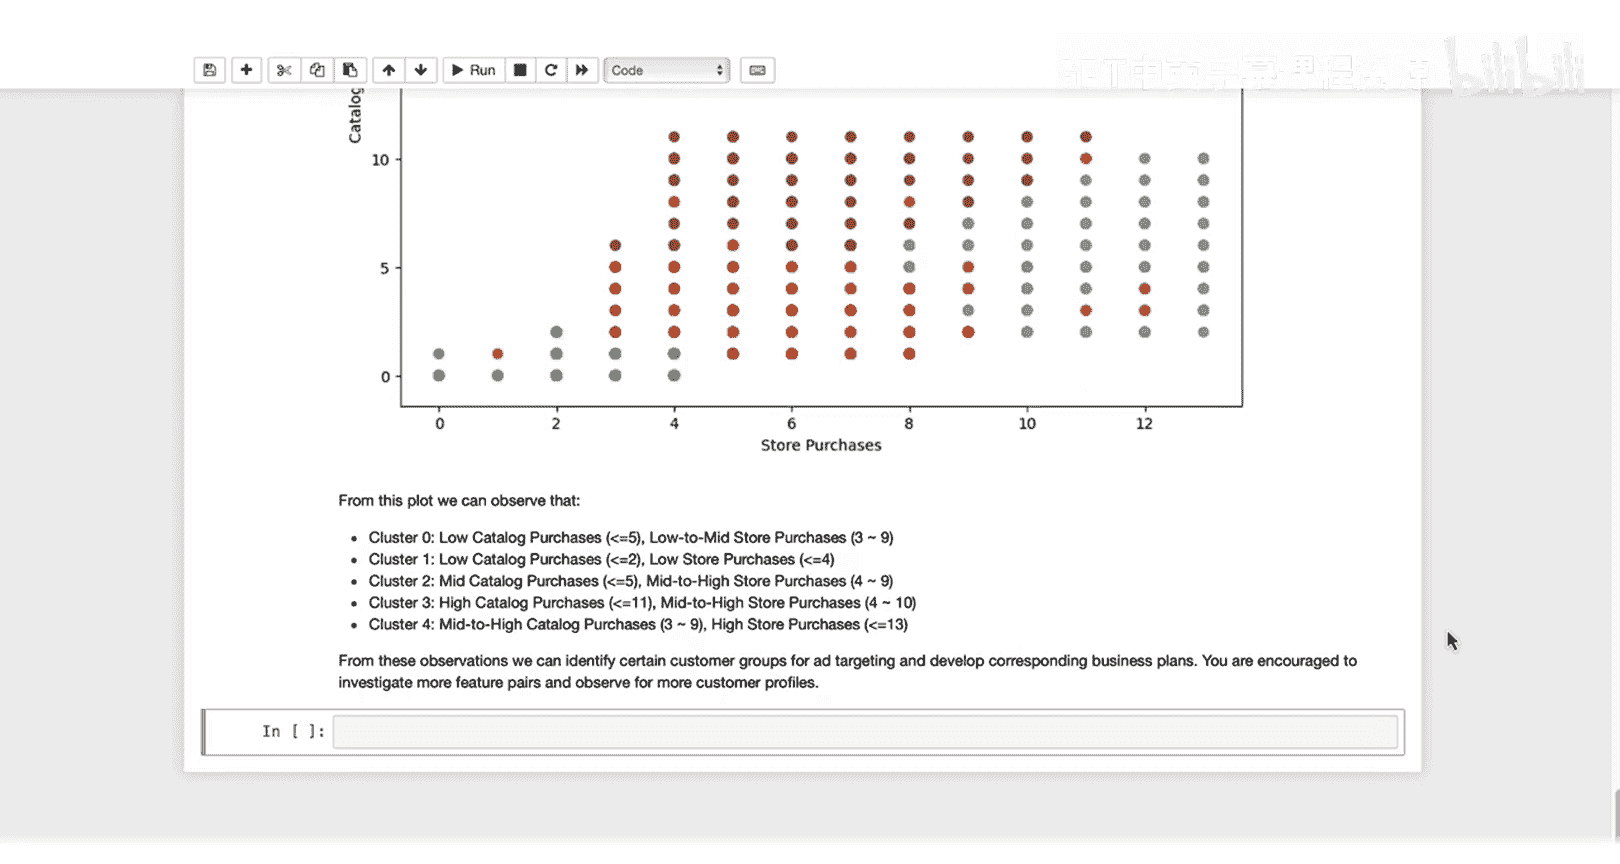 Run
Code
bilibili
Catalog
10
5
0
0 2 4 6 8 10 12
Store Purchases
From this plot we can observe that:
• Cluster 0: Low Catalog Purchases (<=5), Low-to-Mid Store Purchases (3 ~ 9)
• Cluster 1: Low Catalog Purchases (<=2), Low Store Purchases (<=4)
• Cluster 2: Mid Catalog Purchases (<=5), Mid-to-High Store Purchases (4 ~ 9)
• Cluster 3: High Catalog Purchases (<=11), Mid-to-High Store Purchases (4 ~ 10)
• Cluster 4: Mid-to-High Catalog Purchases (3 ~ 9), High Store Purchases (<=13)
From these observations we can identify certain customer groups for ad targeting and develop corresponding business plans. You are encouraged to
investigate more feature pairs and observe for more customer profiles.
In [ ]: